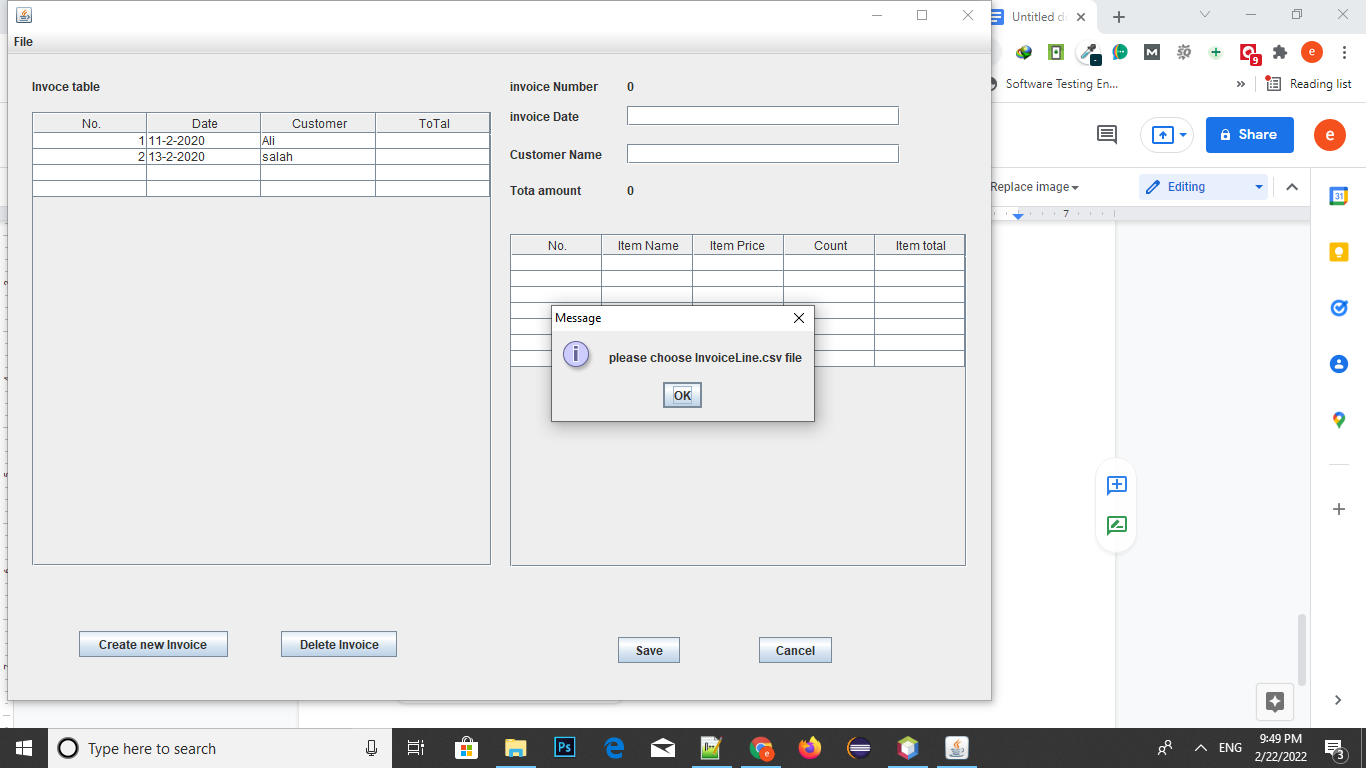 File
Invoce table
No. Date Customer ToTal
1 11-2-2020 Ali
2 13-2-2020 salah
Create new Invoice
Delete Invoice
invoice Number 0
invoice Date
Customer Name
Tota amount 0
No. Item Name Item Price Count Item total
Message
please choose InvoiceLine.csv file
OK
Save
Cancel
Untitled d
9
e
Software Testing En...
»
Reading list
Share
e
Replace image
Editing
7
31
Type here to search
Ps
ENG
9:49 PM
2/22/2022
3